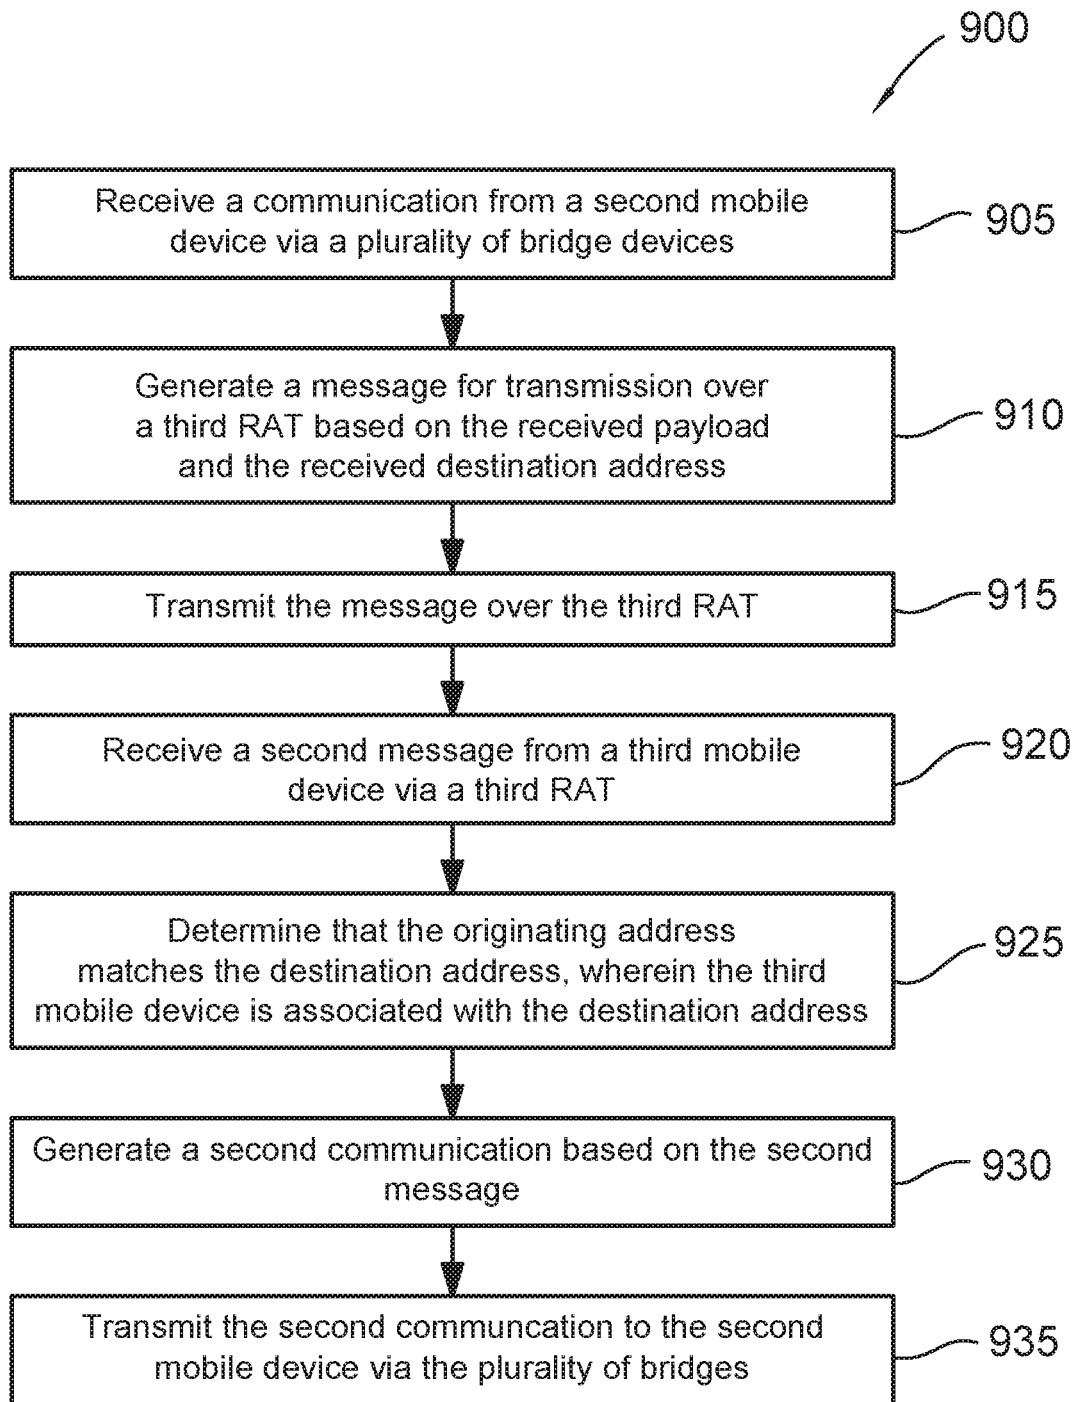 900
Receive a communication from a second mobile
device via a plurality of bridge devices
905
Generate a message for transmission over
a third RAT based on the received payload
and the received destination address
910
Transmit the message over the third RAT
915
Receive a second message from a third mobile
device via a third RAT
920
Determine that the originating address
matches the destination address, wherein the third
mobile device is associated with the destination address
925
Generate a second communication based on the second
message
930
Transmit the second communcation to the second
mobile device via the plurality of bridges
935